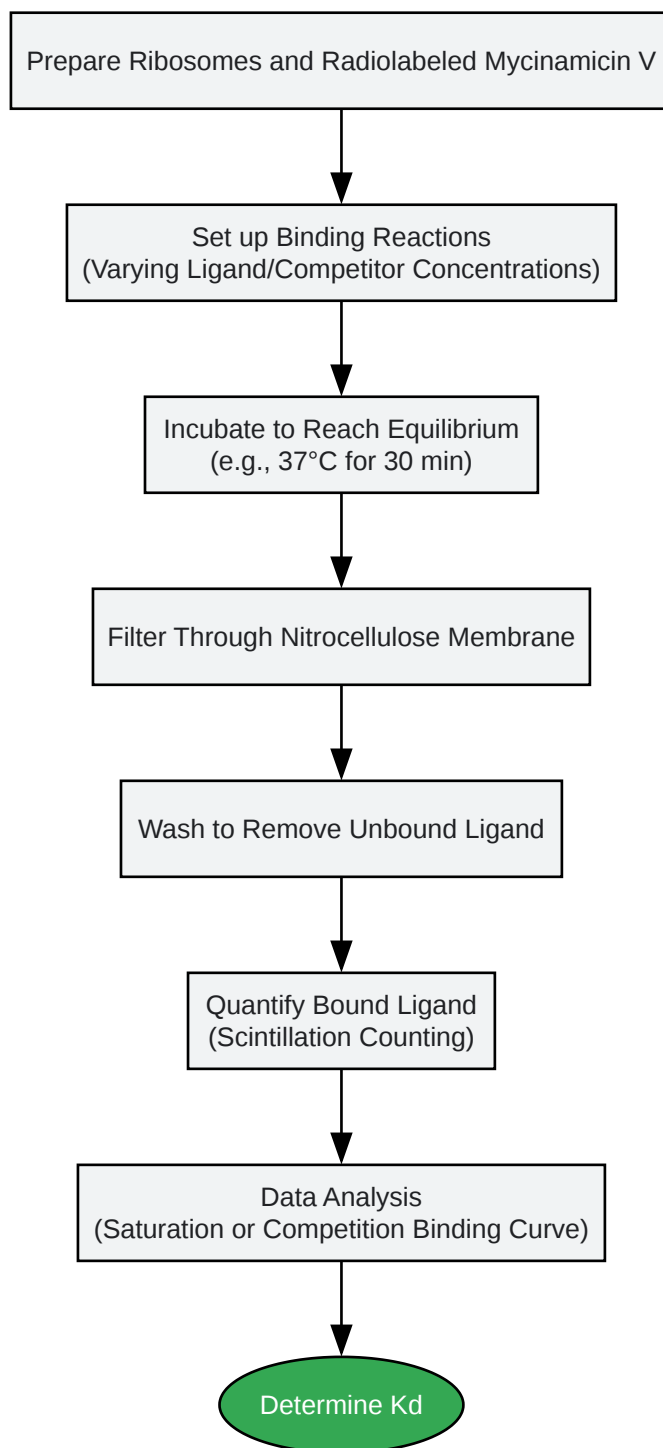 Prepare Ribosomes and Radiolabeled Mycinamicin V
Set up Binding Reactions
(Varying Ligand/Competitor Concentrations)
Incubate to Reach Equilibrium
(e.g., 37°C for 30 min)
Filter Through Nitrocellulose Membrane
Wash to Remove Unbound Ligand
Quantify Bound Ligand
(Scintillation Counting)
Data Analysis
(Saturation or Competition Binding Curve)
Determine Kd